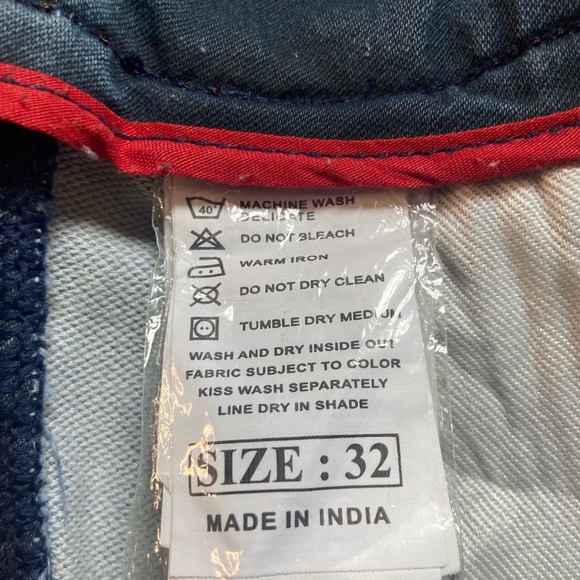 40°
MACHINE WASH
DELICATE
DO NOT BLEACH
WARM IRON
DO NOT DRY CLEAN
TUMBLE DRY MEDIUM
WASH AND DRY INSIDE OUT
FABRIC SUBJECT TO COLOR
KISS WASH SEPARATELY
LINE DRY IN SHADE
SIZE : 32
MADE IN INDIA